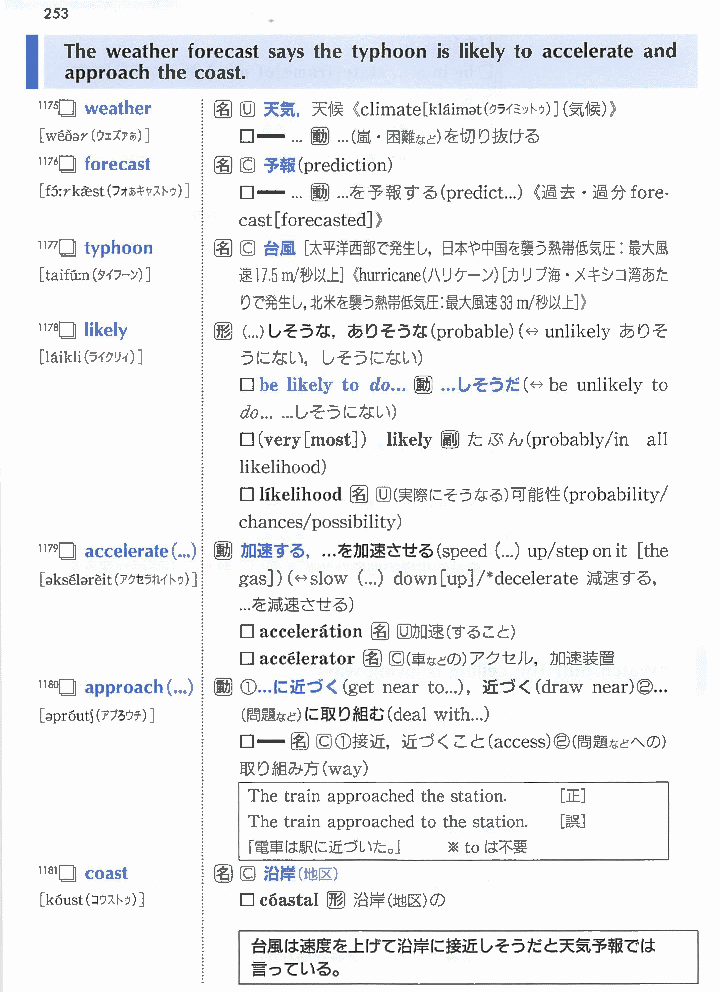 253
The weather forecast says the typhoon is likely to accelerate and
approach the coast.
1175 □ weather
[wéðər(ウェズァぁ)]
名 U 天気，天候《climate[kláimət(クライミットゥ)](気候)》
□━ ... 動 ...(嵐・困難など)を切り抜ける
1176 □ forecast
[fɔ́ːrkæ̀st(フォぁキャストゥ)]
名 C 予報(prediction)
□━ ... 動 ...を予報する(predict...)《過去・過分 fore-
cast[forecasted]》
1177 □ typhoon
[taifúːn(タイフーン)]
名 C 台風［太平洋西部で発生し，日本や中国を襲う熱帯低気圧：最大風
速17.5 m/秒以上］《hurricane(ハリケーン)［カリブ海・メキシコ湾あた
りで発生し，北米を襲う熱帯低気圧：最大風速 33 m/秒以上］》
1178 □ likely
[láikli(ライクリィ)]
形 (...)しそうな，ありそうな(probable)(↔ unlikely ありそ
うにない，しそうにない)
□ be likely to do... 動 ...しそうだ(↔ be unlikely to
do... ...しそうにない)
□ (very[most]) likely 副 たぶん(probably/in all
likelihood)
□ líkelihood 名 U(実際にそうなる)可能性(probability/
chances/possibility)
1179 □ accelerate(...)
[əksélərèit(アクセラれイトゥ)]
動 加速する，...を加速させる(speed (...) up/step on it [the
gas])(↔slow (...) down[up]/*decelerate 減速する，
...を減速させる)
□ accelerátion 名 U加速(すること)
□ accélerator 名 C(車などの)アクセル，加速装置
1180 □ approach(...)
[əpróutʃ(アプろウチ)]
動 ①...に近づく(get near to...)，近づく(draw near)②...
(問題など)に取り組む(deal with...)
□━ 名 C①接近，近づくこと(access)②(問題などへの)
取り組み方(way)
The train approached the station. [正]
The train approached to the station. [誤]
『電車は駅に近づいた。』 ※ to は不要
1181 □ coast
[kóust(コウストゥ)]
名 C 沿岸(地区)
□ cóastal 形 沿岸(地区)の
台風は速度を上げて沿岸に接近しそうだと天気予報では
言っている。